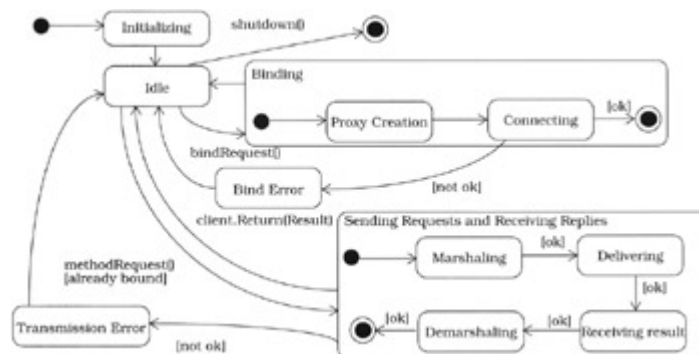 Initializing
shutdown()
Idle
Binding
Proxy Creation
Connecting
[ok]
bindRequest()
Bind Error
[not ok]
client.Return(Result)
Sending Requests and Receiving Replies
Marshaling
[ok]
Delivering
methodRequest()
[already bound]
[ok]
[ok]
Demarshaling
[ok]
Receiving result
Transmission Error
[not ok]